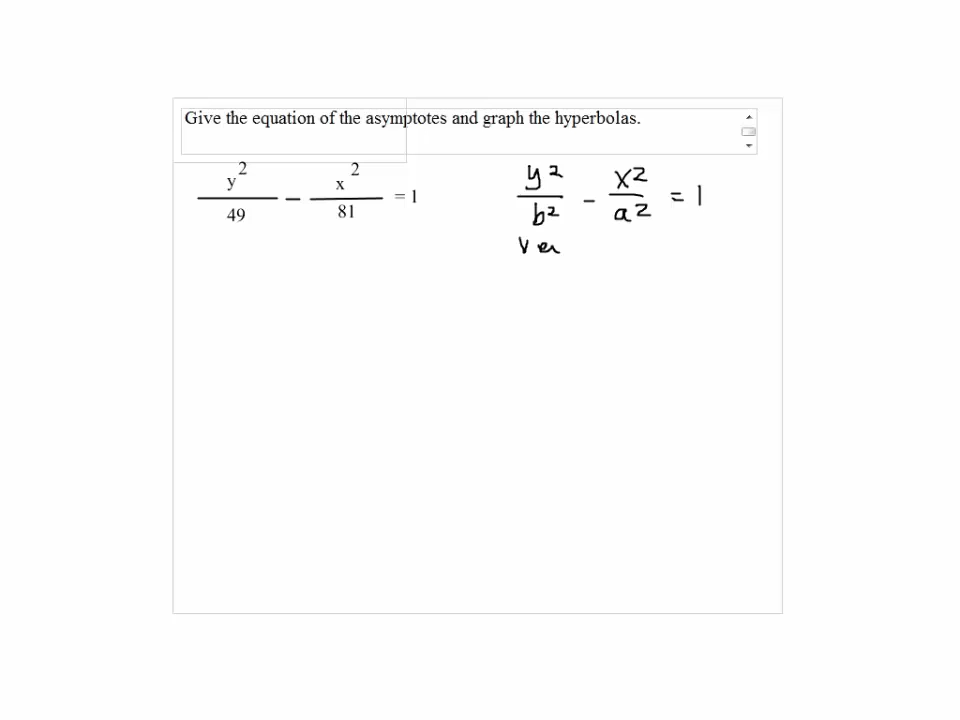 Give the equation of the asymptotes and graph the hyperbolas.
y² / 49 − x² / 81 = 1
y² / b² − x² / a² = 1
Ver